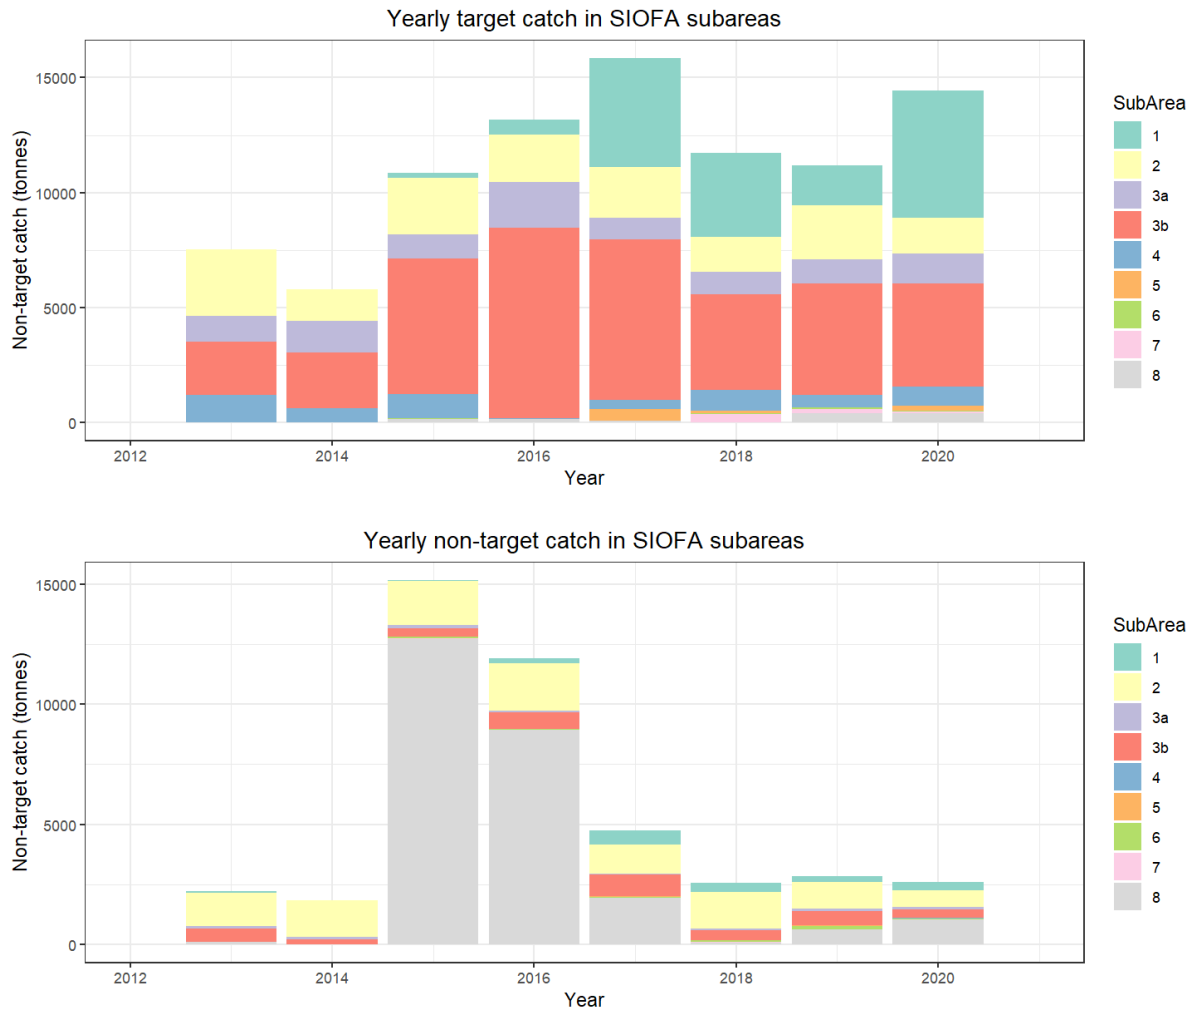 Yearly target catch in SIOFA subareas
Non-target catch (tonnes)
15000
10000
5000
0
2012 2014 2016 2018 2020
Year
SubArea
1
2
3a
3b
4
5
6
7
8
Yearly non-target catch in SIOFA subareas
Non-target catch (tonnes)
15000
10000
5000
0
2012 2014 2016 2018 2020
Year
SubArea
1
2
3a
3b
4
5
6
7
8